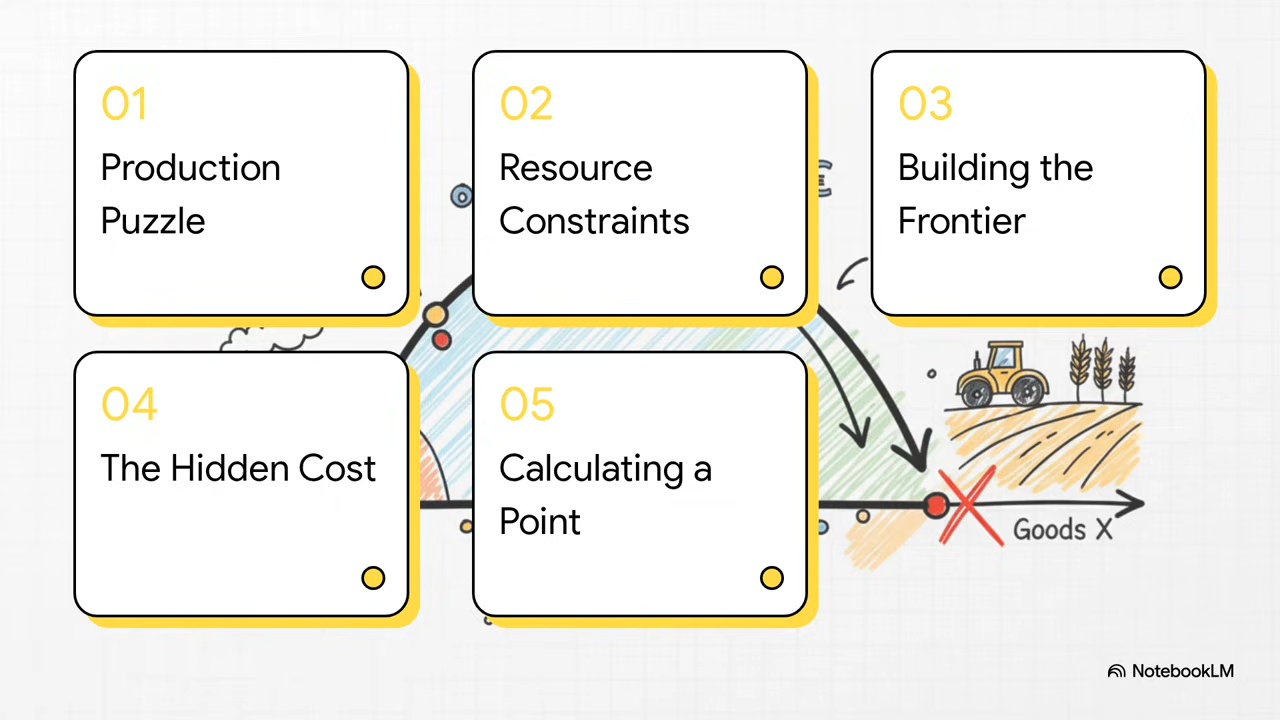 01
Production
Puzzle
02
Resource
Constraints
03
Building the
Frontier
04
The Hidden Cost
05
Calculating a
Point
€
Goods X
NotebookLM